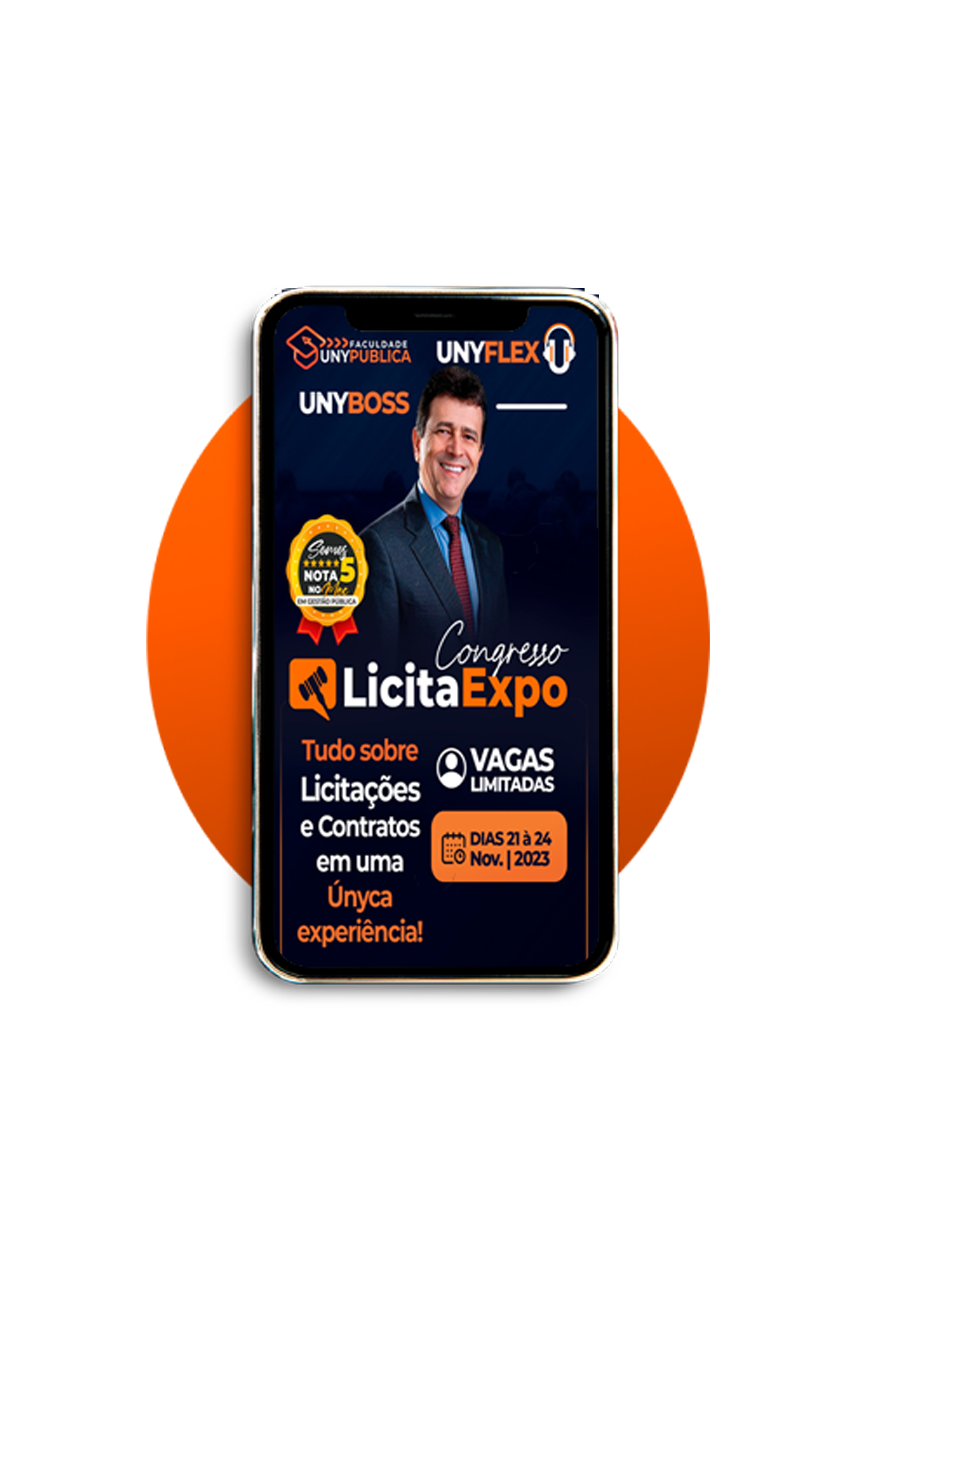 FACULDADE
UNYPUBLICA
UNYFLEX
UNYBOSS
Somos
NOTA 5
NO Mec
EM GESTÃO PÚBLICA
Congresso
LicitaExpo
Tudo sobre
Licitações
e Contratos
em uma
Únyca
experiência!
VAGAS
LIMITADAS
DIAS 21 à 24
Nov. | 2023